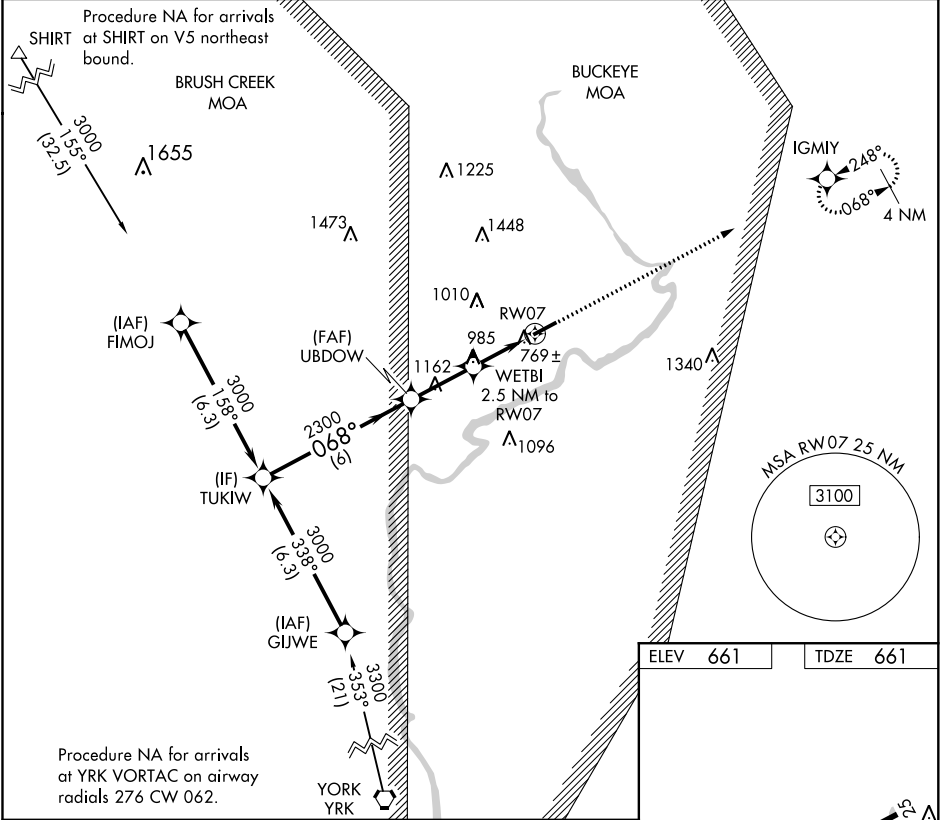 Procedure NA for arrivals
at SHIRT on V5 northeast
bound.
SHIRT
3000
155°
(32.5)
BRUSH CREEK
MOA
BUCKEYE
MOA
1655
1225
IGMIY
248°
068°
4 NM
1473
1448
1010
RW07
(IAF)
FIMOJ
(FAF)
UBDOW
985
769±
1162
WETBI
2.5 NM to
RW07
1340
3000
158°
(6.3)
2300
068°
(6)
1096
(IF)
TUKIW
MSA RW07 25 NM
3100
3000
338°
(6.3)
(IAF)
GIJWE
3300
353°
(21)
ELEV 661
TDZE 661
Procedure NA for arrivals
at YRK VORTAC on airway
radials 276 CW 062.
YORK
YRK
25